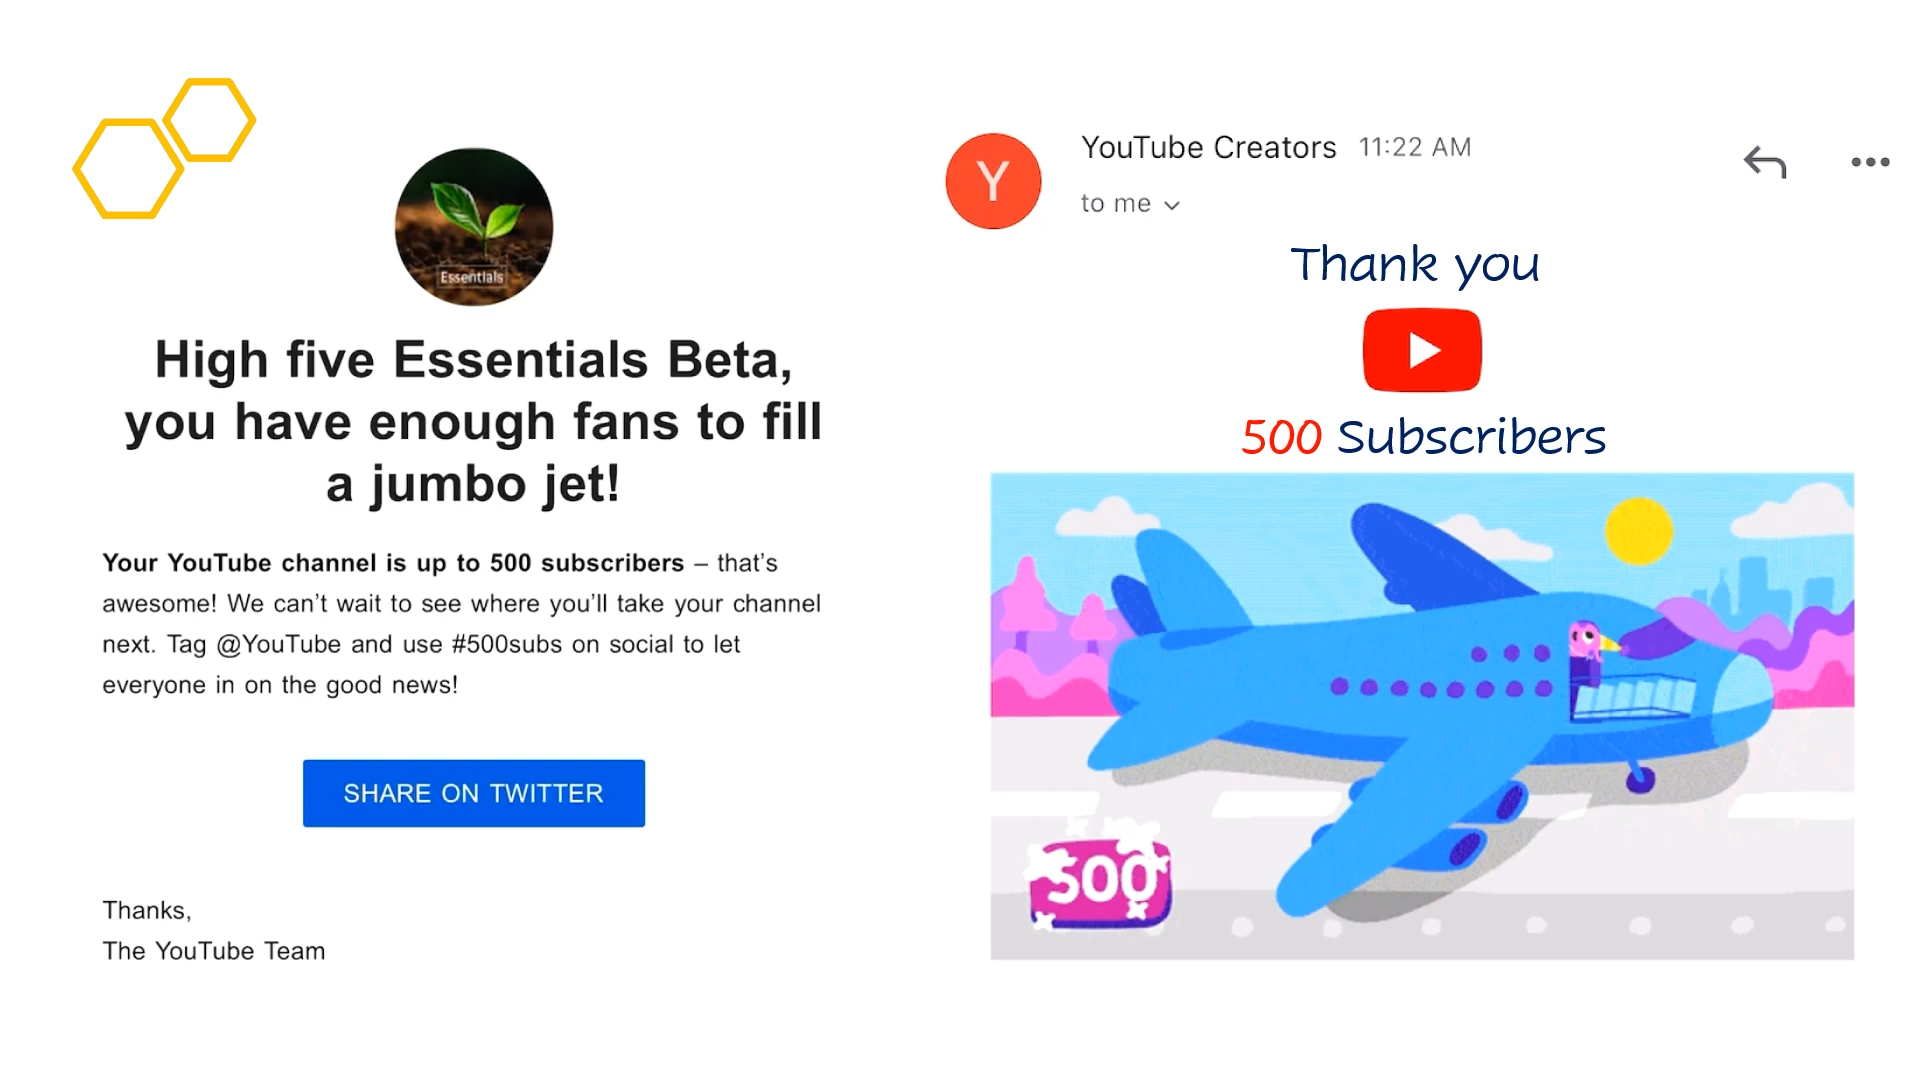 Essentials
High five Essentials Beta,
you have enough fans to fill
a jumbo jet!
Your YouTube channel is up to 500 subscribers – that's
awesome! We can't wait to see where you'll take your channel
next. Tag @YouTube and use #500subs on social to let
everyone in on the good news!
SHARE ON TWITTER
Thanks,
The YouTube Team
Y
YouTube Creators 11:22 AM
to me
Thank you
500 Subscribers
500